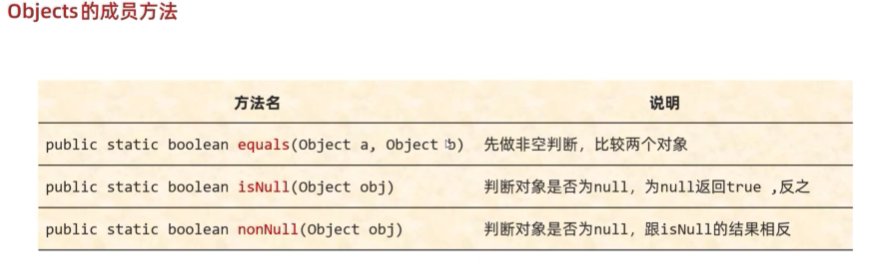 Objects的成员方法
方法名 说明
public static boolean equals(Object a, Object b) 先做非空判断，比较两个对象
public static boolean isNull(Object obj) 判断对象是否为null，为null返回true ,反之
public static boolean nonNull(Object obj) 判断对象是否为null，跟isNull的结果相反